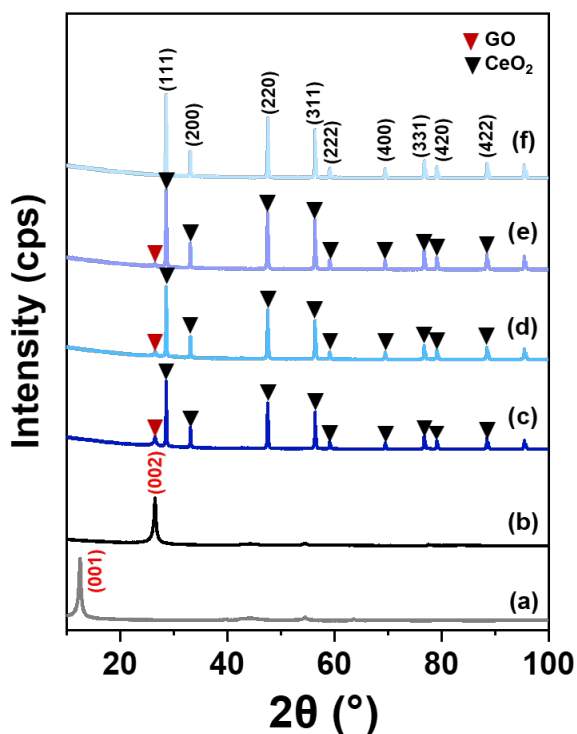 GO
CeO₂
(111)
(200)
(220)
(311)
(222)
(400)
(331)
(420)
(422)
(f)
(e)
(d)
(c)
(002)
(b)
(001)
(a)
Intensity (cps)
20 40 60 80 100
2θ (°)